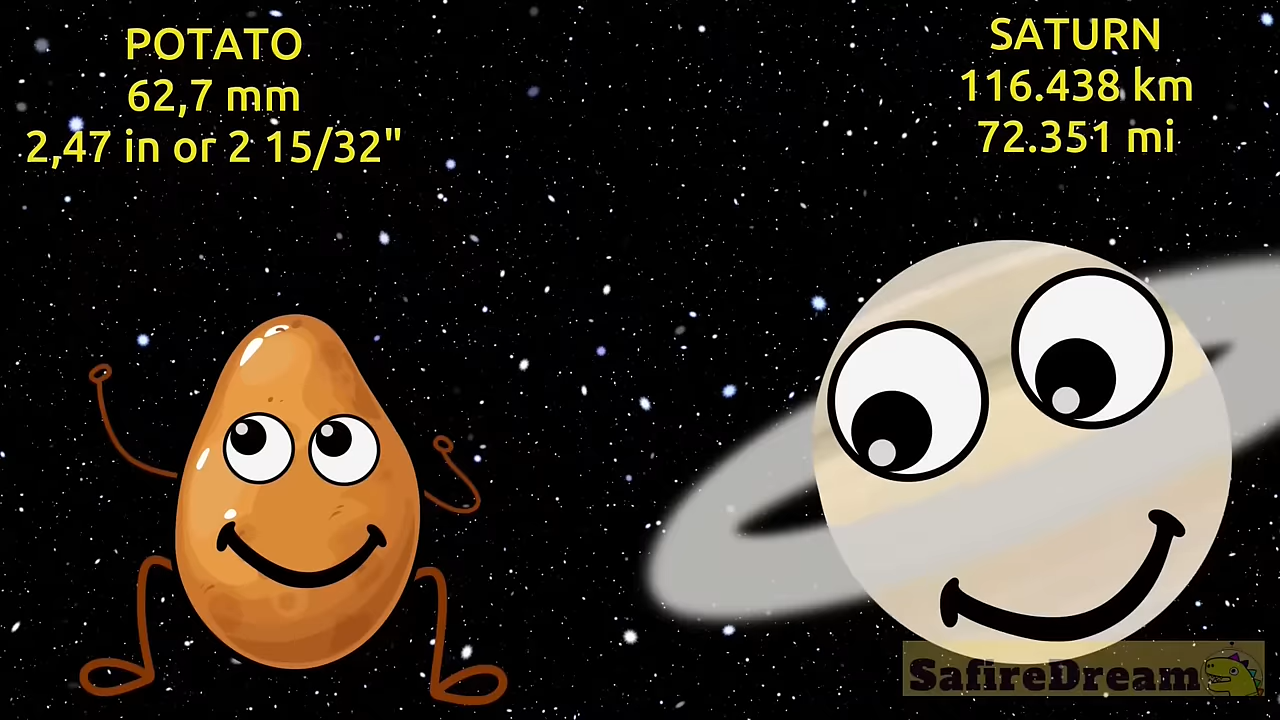 POTATO
62,7 mm
2,47 in or 2 15/32"
SATURN
116.438 km
72.351 mi
SafireDream